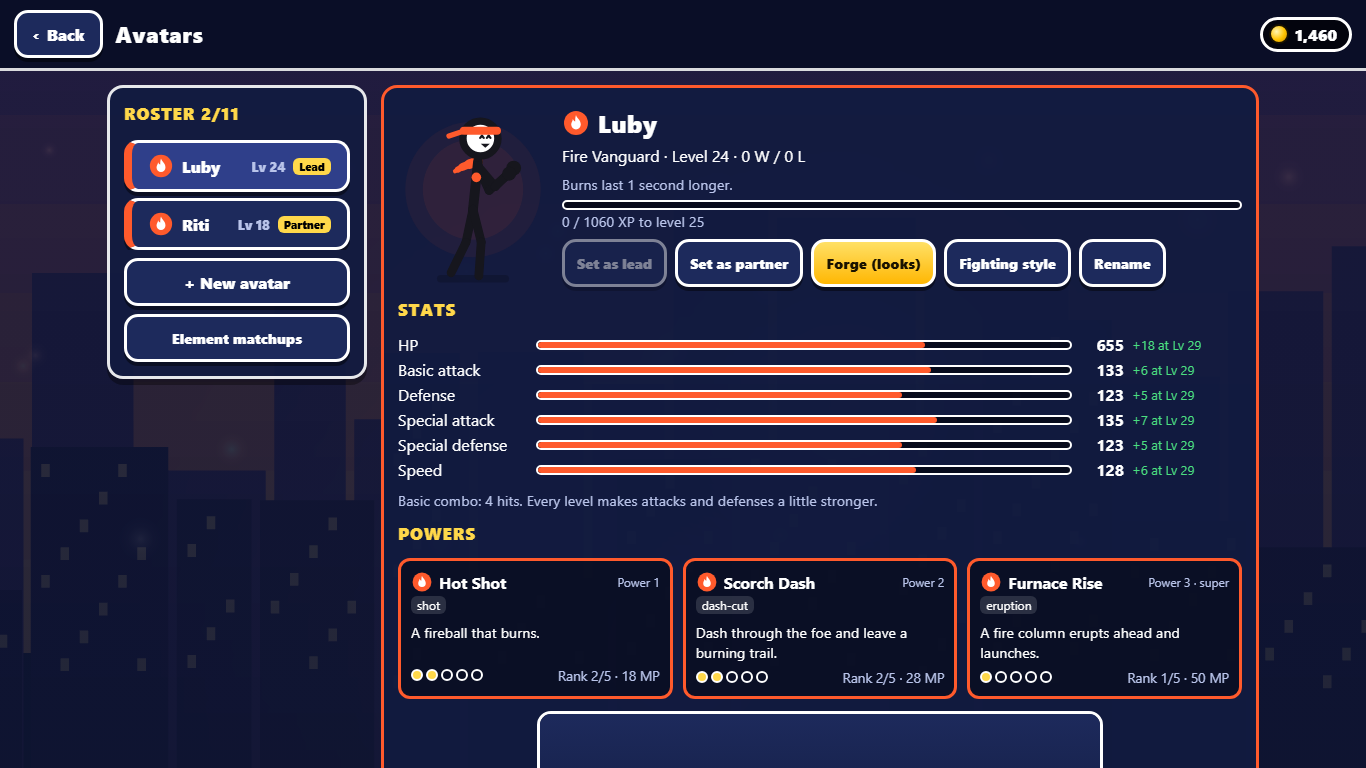 ‹ Back
Avatars
1,460
ROSTER 2/11
Luby Lv 24 Lead
Riti Lv 18 Partner
+ New avatar
Element matchups
Luby
Fire Vanguard · Level 24 · 0 W / 0 L
Burns last 1 second longer.
0 / 1060 XP to level 25
Set as lead
Set as partner
Forge (looks)
Fighting style
Rename
STATS
HP 655 +18 at Lv 29
Basic attack 133 +6 at Lv 29
Defense 123 +5 at Lv 29
Special attack 135 +7 at Lv 29
Special defense 123 +5 at Lv 29
Speed 128 +6 at Lv 29
Basic combo: 4 hits. Every level makes attacks and defenses a little stronger.
POWERS
Hot Shot Power 1
shot
A fireball that burns.
Rank 2/5 · 18 MP
Scorch Dash Power 2
dash-cut
Dash through the foe and leave a
burning trail.
Rank 2/5 · 28 MP
Furnace Rise Power 3 · super
eruption
A fire column erupts ahead and
launches.
Rank 1/5 · 50 MP